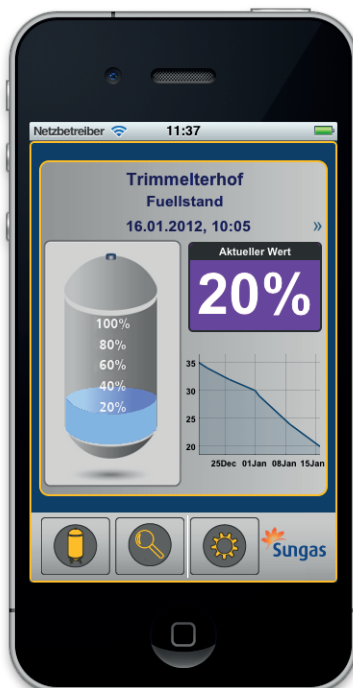 Netzbetreiber 11:37
Trimmelterhof
Fuellstand
16.01.2012, 10:05 »
Aktueller Wert
20%
100%
80%
60%
40%
20%
35
30
25
20
25Dec 01Jan 08Jan 15Jan
Sungas